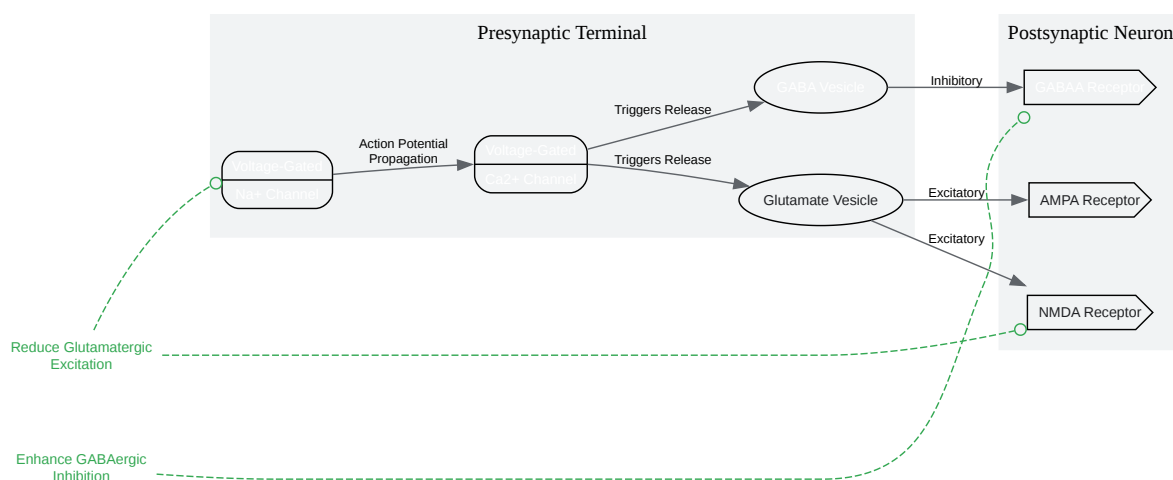 Presynaptic Terminal
Postsynaptic Neuron
GABA Vesicle
Inhibitory
GABAA Receptor
Triggers Release
Action Potential
Propagation
Voltage-Gated
Ca2+ Channel
Voltage-Gated
Na+ Channel
Triggers Release
Glutamate Vesicle
Excitatory
AMPA Receptor
Excitatory
NMDA Receptor
Reduce Glutamatergic
Excitation
Enhance GABAergic
Inhibition